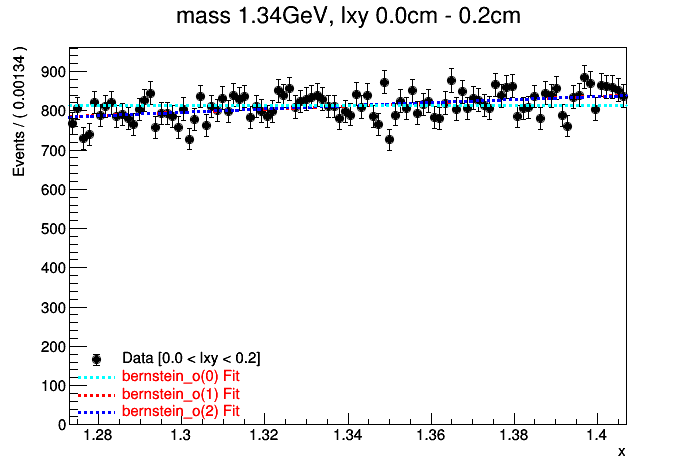 mass 1.34GeV, lxy 0.0cm - 0.2cm
Events / ( 0.00134 )
900
800
700
600
500
400
300
200
100
0
Data [0.0 < lxy < 0.2]
bernstein_o(0) Fit
bernstein_o(1) Fit
bernstein_o(2) Fit
1.28 1.3 1.32 1.34 1.36 1.38 1.4
x